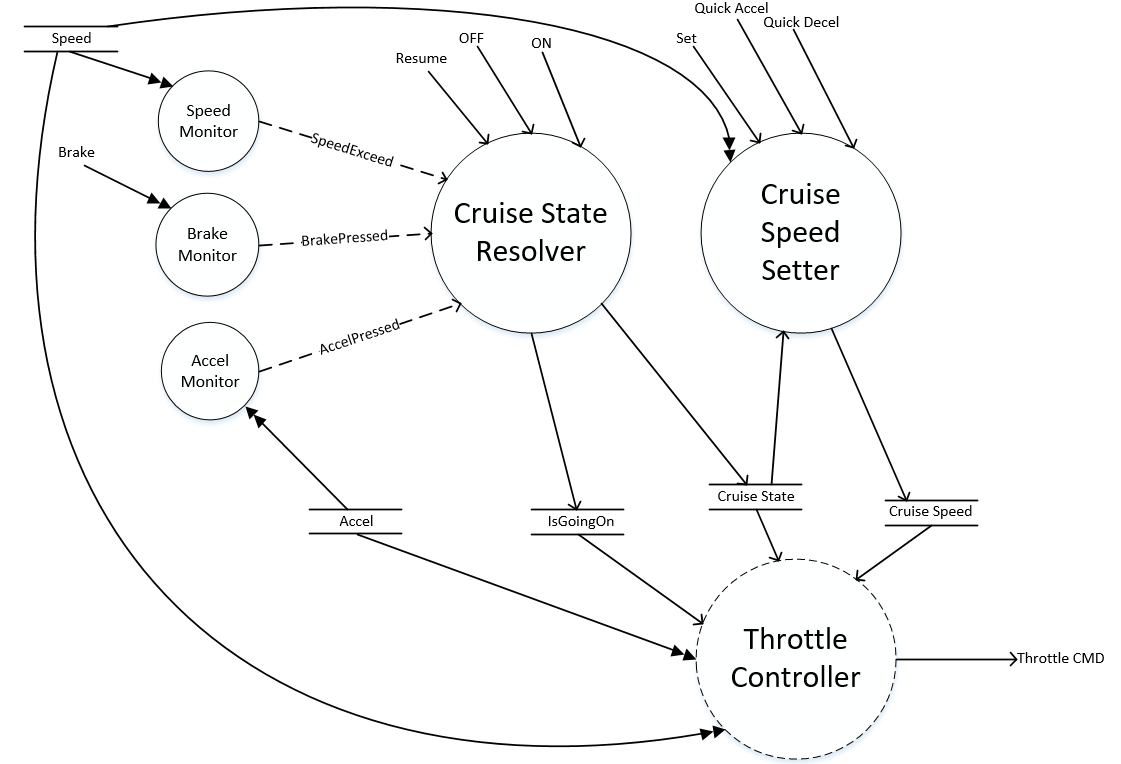 Quick Accel
Quick Decel
Speed
Set
OFF
ON
Resume
Speed
Monitor
SpeedExceed
Brake
Cruise State
Resolver
Cruise
Speed
Setter
Brake
Monitor
BrakePressed
AccelPressed
Accel
Monitor
Cruise State
Cruise Speed
Accel
IsGoingOn
Throttle
Controller
Throttle CMD